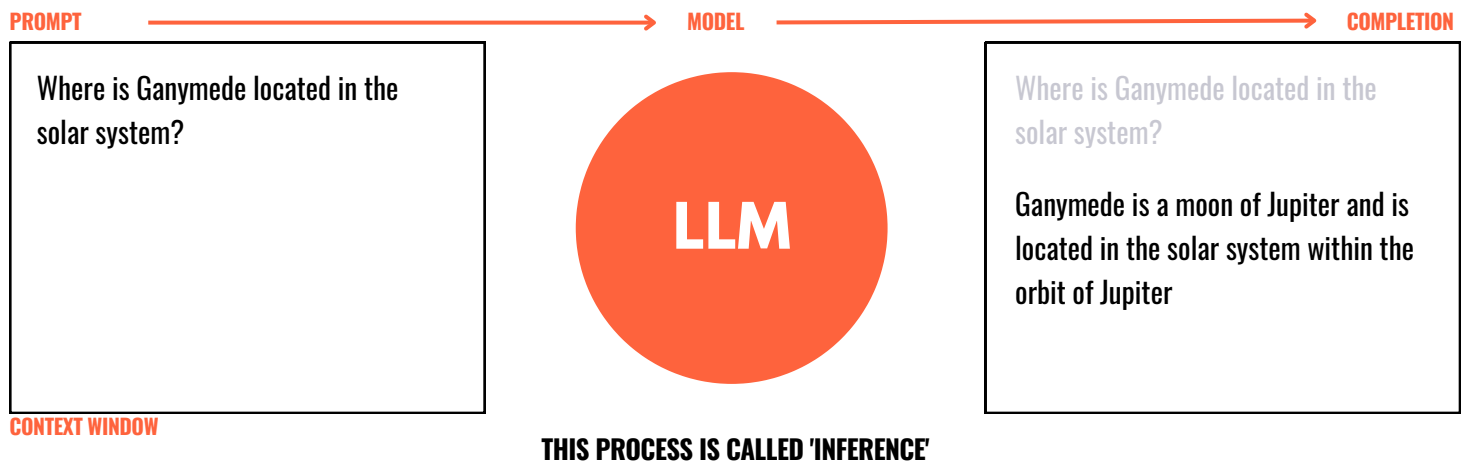 PROMPT
MODEL
COMPLETION
Where is Ganymede located in the
solar system?
LLM
Where is Ganymede located in the
solar system?
Ganymede is a moon of Jupiter and is
located in the solar system within the
orbit of Jupiter
CONTEXT WINDOW
THIS PROCESS IS CALLED 'INFERENCE'